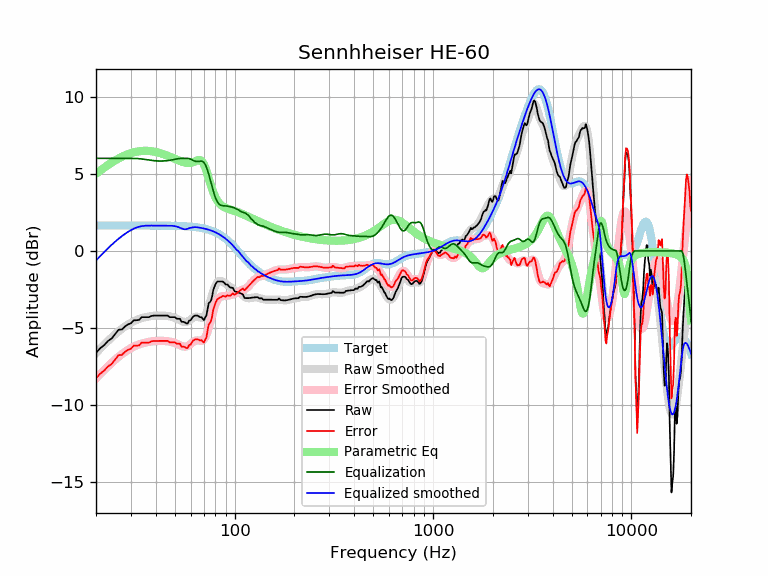 Sennhheiser HE-60
Amplitude (dBr)
10
5
0
−5
−10
−15
Target
Raw Smoothed
Error Smoothed
Raw
Error
Parametric Eq
Equalization
Equalized smoothed
100
1000
10000
Frequency (Hz)